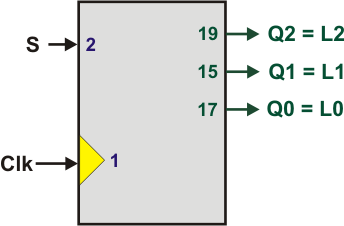 19 Q2 = L2
S 2
15 Q1 = L1
17 Q0 = L0
Clk 1